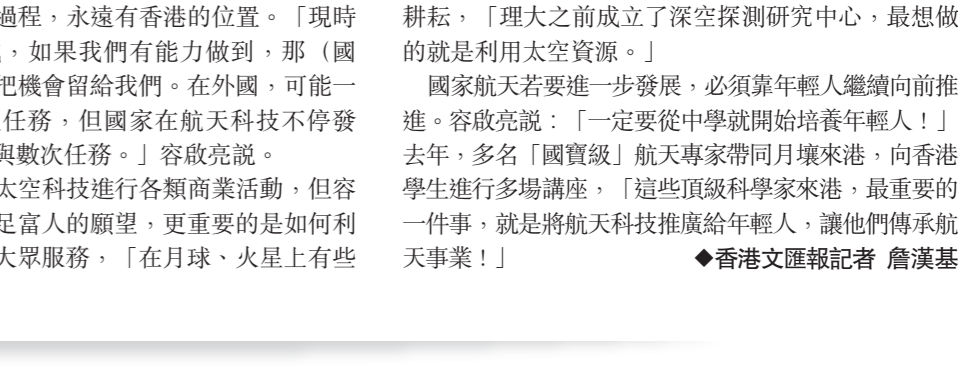 過程，永遠有香港的位置。「現時
，如果我們有能力做到，那（國
把機會留給我們。在外國，可能一
任務，但國家在航天科技不停發
與數次任務。」容啟亮説。
太空科技進行各類商業活動，但容
足富人的願望，更重要的是如何利
大眾服務，「在月球、火星上有些
耕耘，「理大之前成立了深空探測研究中心，最想做
的就是利用太空資源。」
國家航天若要進一步發展，必須靠年輕人繼續向前推
進。容啟亮説：「一定要從中學就開始培養年輕人！」
去年，多名「國寶級」航天專家帶同月壤來港，向香港
學生進行多場講座，「這些頂級科學家來港，最重要的
一件事，就是將航天科技推廣給年輕人，讓他們傳承航
天事業！」 ◆香港文匯報記者 詹漢基